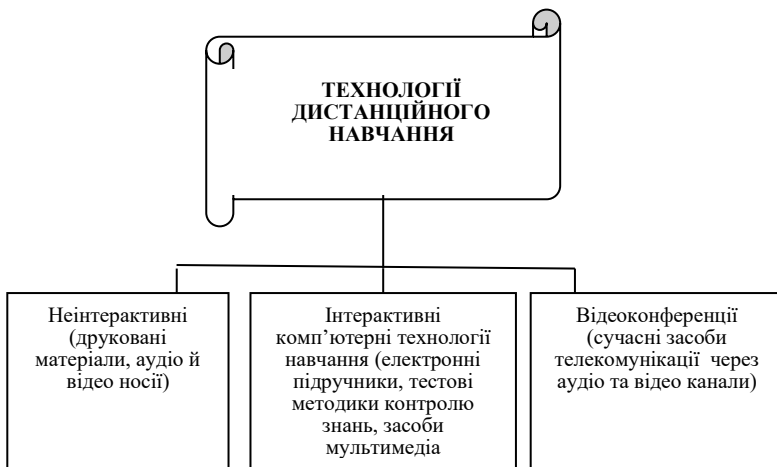 ТЕХНОЛОГІЇ
ДИСТАНЦІЙНОГО
НАВЧАННЯ
Неінтерактивні
(друковані
матеріали, аудіо й
відео носії)
Інтерактивні
комп’ютерні технології
навчання (електронні
підручники, тестові
методики контролю
знань, засоби
мультимедіа
Відеоконференції
(сучасні засоби
телекомунікації через
аудіо та відео канали)